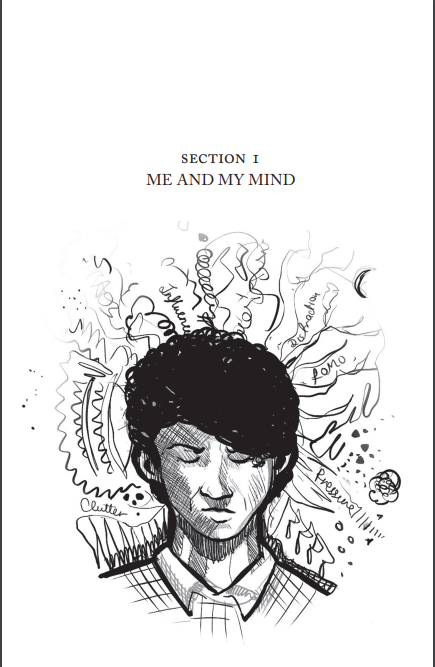 SECTION 1
ME AND MY MIND
Influence
Distraction
FOMO
Pressure!!!!!!
Clutter